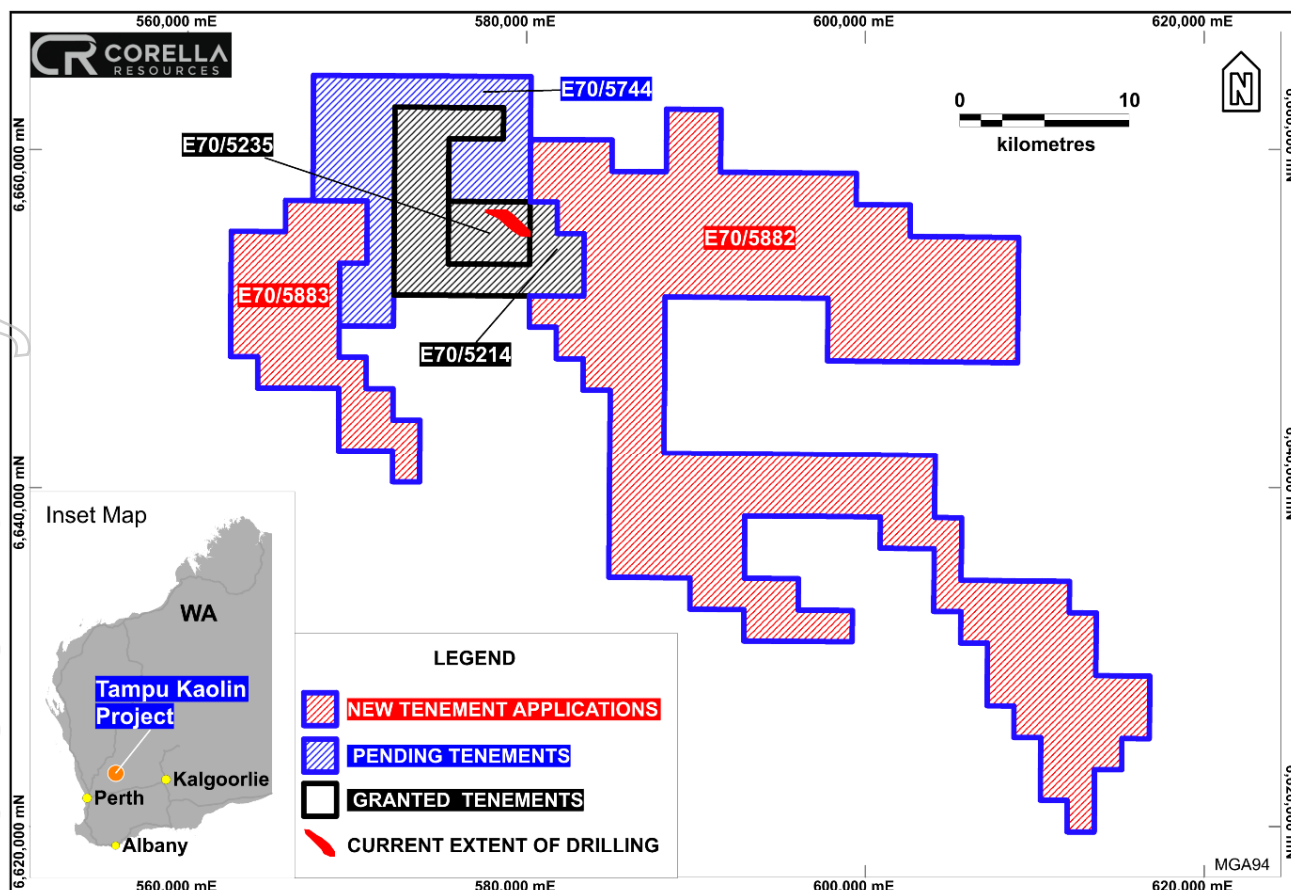 560,000 mE
580,000 mE
600,000 mE
620,000 mE
CR CORELLA
RESOURCES
E70/5744
0
10
kilometres
N
E70/5235
6,660,000 mN
E70/5882
E70/5883
E70/5214
6,640,000 mN
Inset Map
WA
Tampu Kaolin
Project
Kalgoorlie
Perth
Albany
LEGEND
NEW TENEMENT APPLICATIONS
PENDING TENEMENTS
GRANTED TENEMENTS
CURRENT EXTENT OF DRILLING
6,620,000 mN
MGA94
560,000 mE
580,000 mE
600,000 mE
620,000 mE